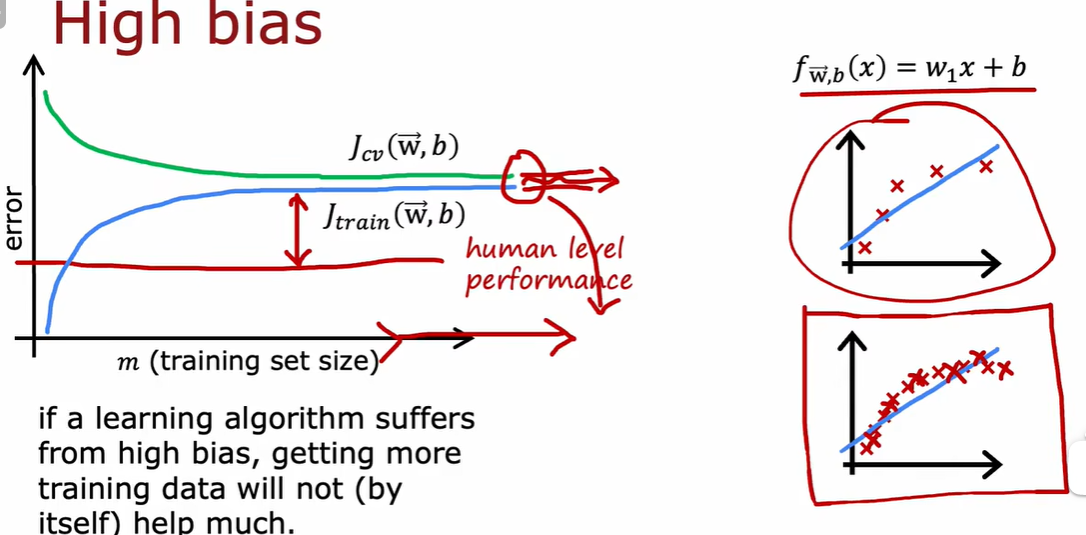 High bias
f_{\vec{w},b}(x) = w_1x + b
J_{cv}(\vec{w}, b)
error
J_{train}(\vec{w}, b)
human level
performance
m (training set size)
if a learning algorithm suffers
from high bias, getting more
training data will not (by
itself) help much.